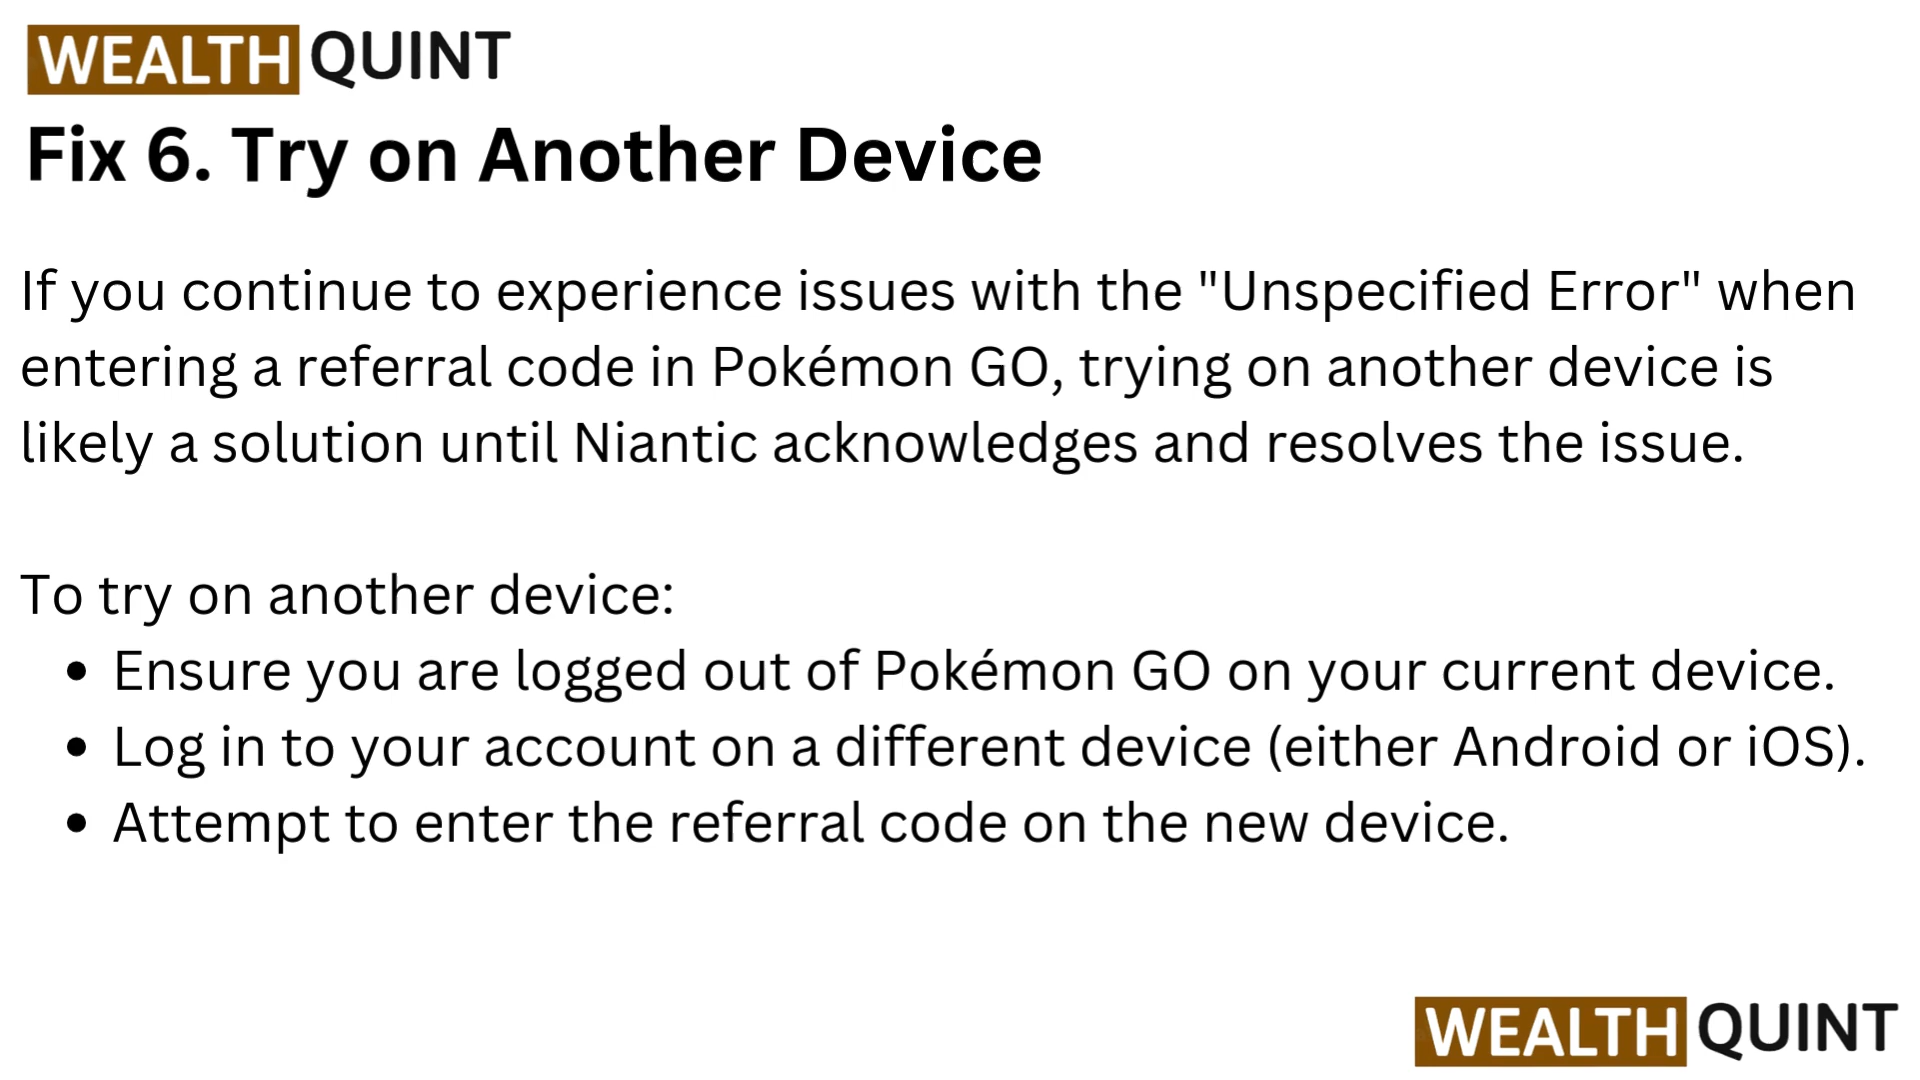 WEALTH QUINT
Fix 6. Try on Another Device
If you continue to experience issues with the "Unspecified Error" when
entering a referral code in Pokémon GO, trying on another device is
likely a solution until Niantic acknowledges and resolves the issue.
To try on another device:
• Ensure you are logged out of Pokémon GO on your current device.
• Log in to your account on a different device (either Android or iOS).
• Attempt to enter the referral code on the new device.
WEALTH QUINT